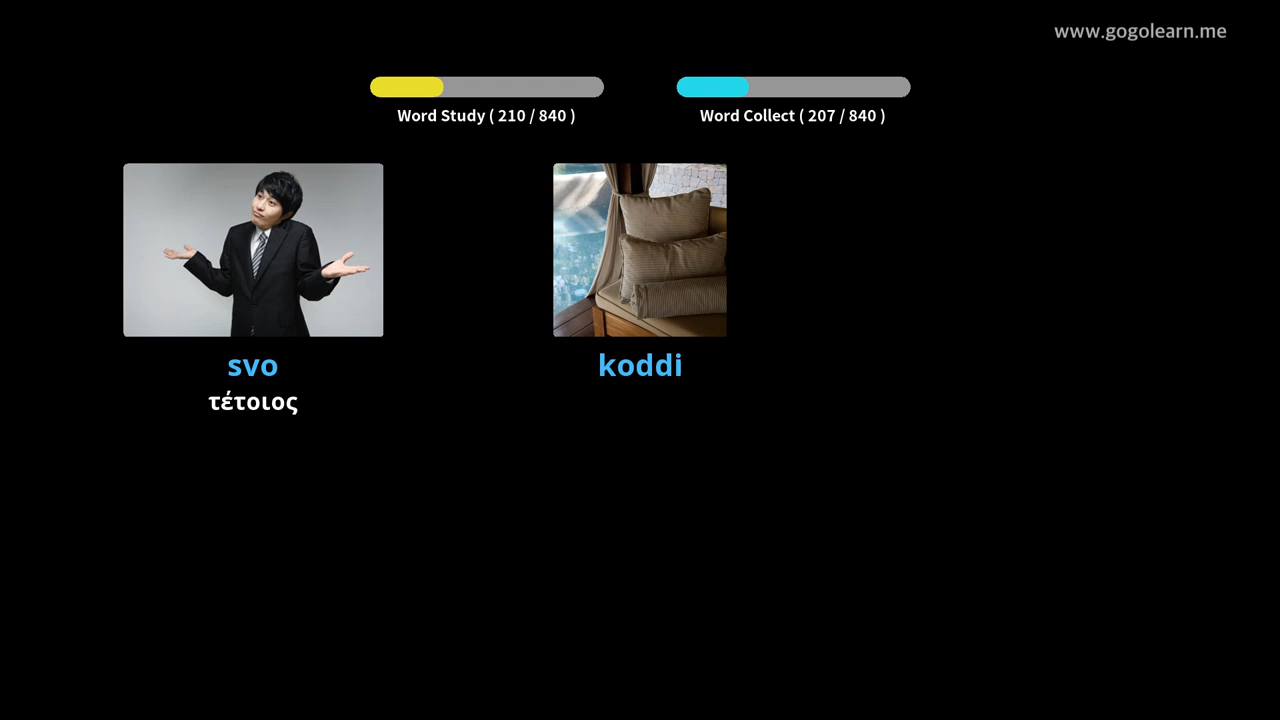 www.gogolearn.me
Word Study ( 210 / 840 )
Word Collect ( 207 / 840 )
svo
koddi
τέτοιος